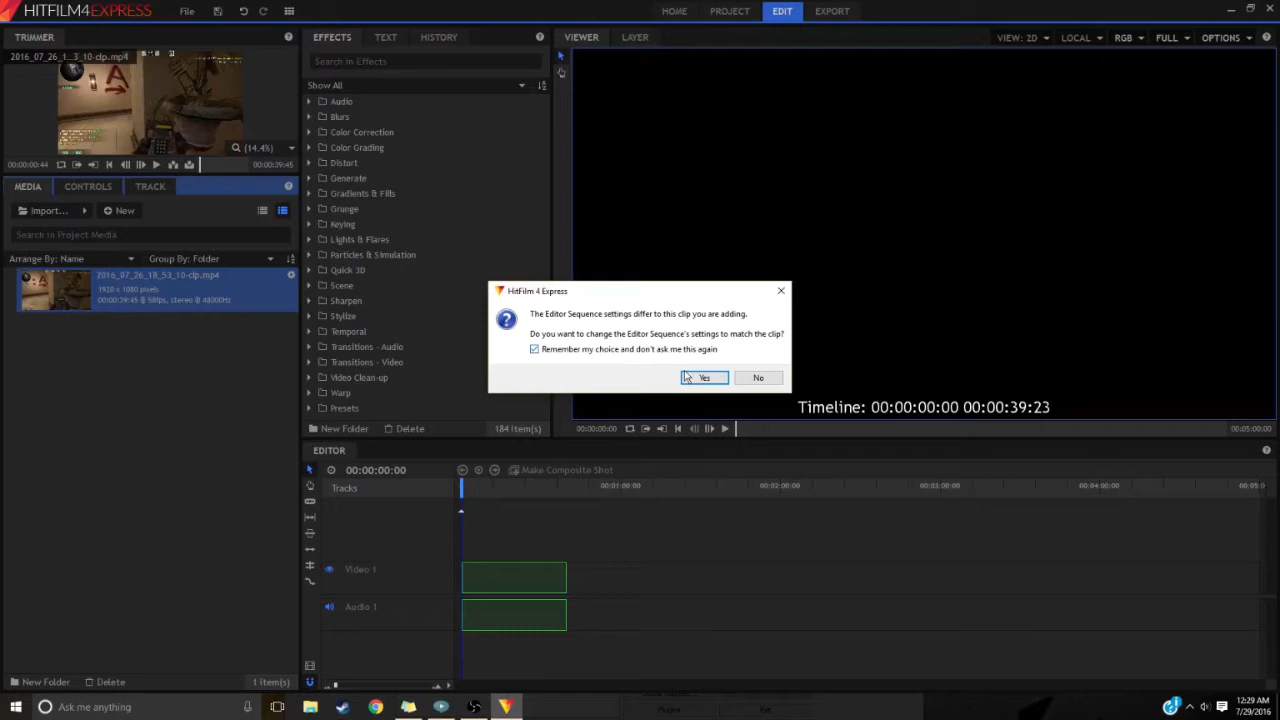 HITFILM4EXPRESS File HOME PROJECT EDIT EXPORT
TRIMMER
2016_07_26_1...3_10-clp.mp4
(14.4%)
00:00:00:44 00:00:39:45
MEDIA CONTROLS TRACK
Import... New
Search in Project Media
Arrange By: Name Group By: Folder
2016_07_26_18_53_10-clp.mp4
1920 x 1080 pixels
00:00:39:45 @ 58fps, stereo @ 48000Hz
New Folder Delete 1 item(s)
EFFECTS TEXT HISTORY
Search in Effects
Show All
Audio
Blurs
Color Correction
Color Grading
Distort
Generate
Gradients & Fills
Grunge
Keying
Lights & Flares
Particles & Simulation
Quick 3D
Scene
Sharpen
Stylize
Temporal
Transitions - Audio
Transitions - Video
Video Clean-up
Warp
Presets
New Folder Delete 184 item(s)
VIEWER LAYER VIEW: 2D LOCAL RGB FULL OPTIONS
HitFilm 4 Express
The Editor Sequence settings differ to this clip you are adding.
Do you want to change the Editor Sequence's settings to match the clip?
Remember my choice and don't ask me this again
Yes No
Timeline: 00:00:00:00 00:00:39:23
00:00:00:00 00:05:00:00
EDITOR
00:00:00:00 Make Composite Shot
Tracks 00:01:00:00 00:02:00:00 00:03:00:00 00:04:00:00 00:05:0
Video 1
Audio 1
Ask me anything
12:29 AM
7/29/2016